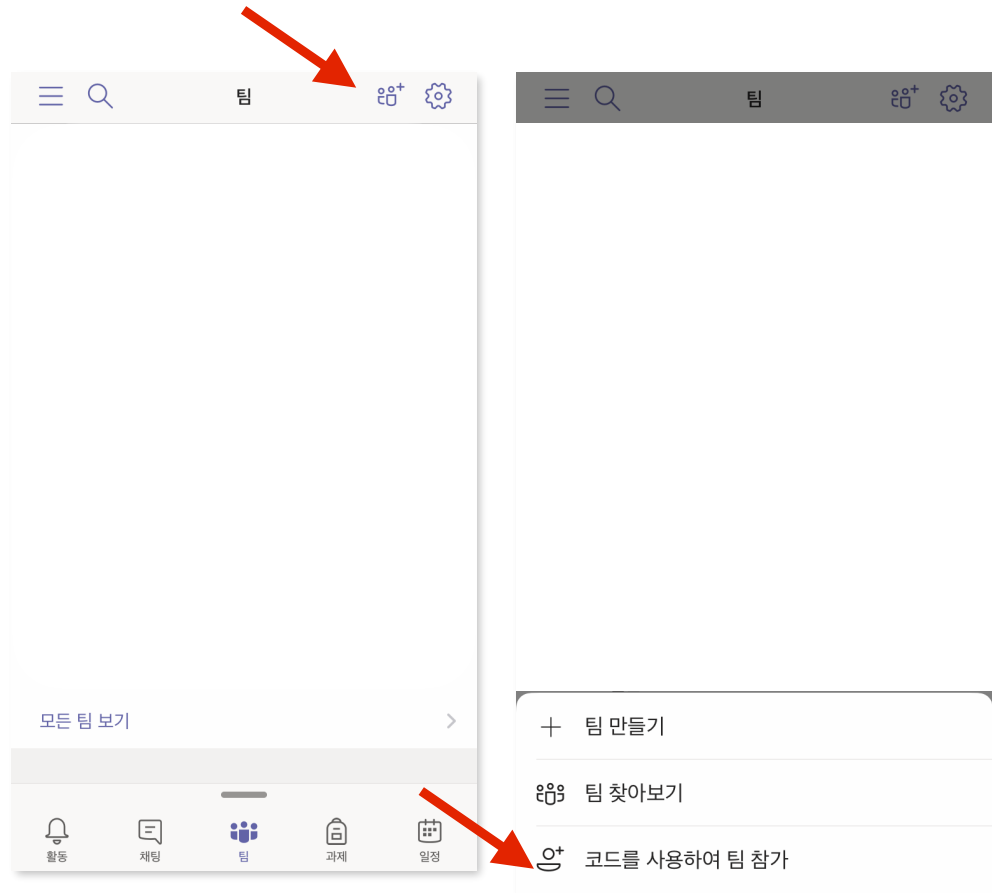 팀
모든 팀 보기
활동
채팅
팀
과제
일정
팀
팀 만들기
팀 찾아보기
코드를 사용하여 팀 참가